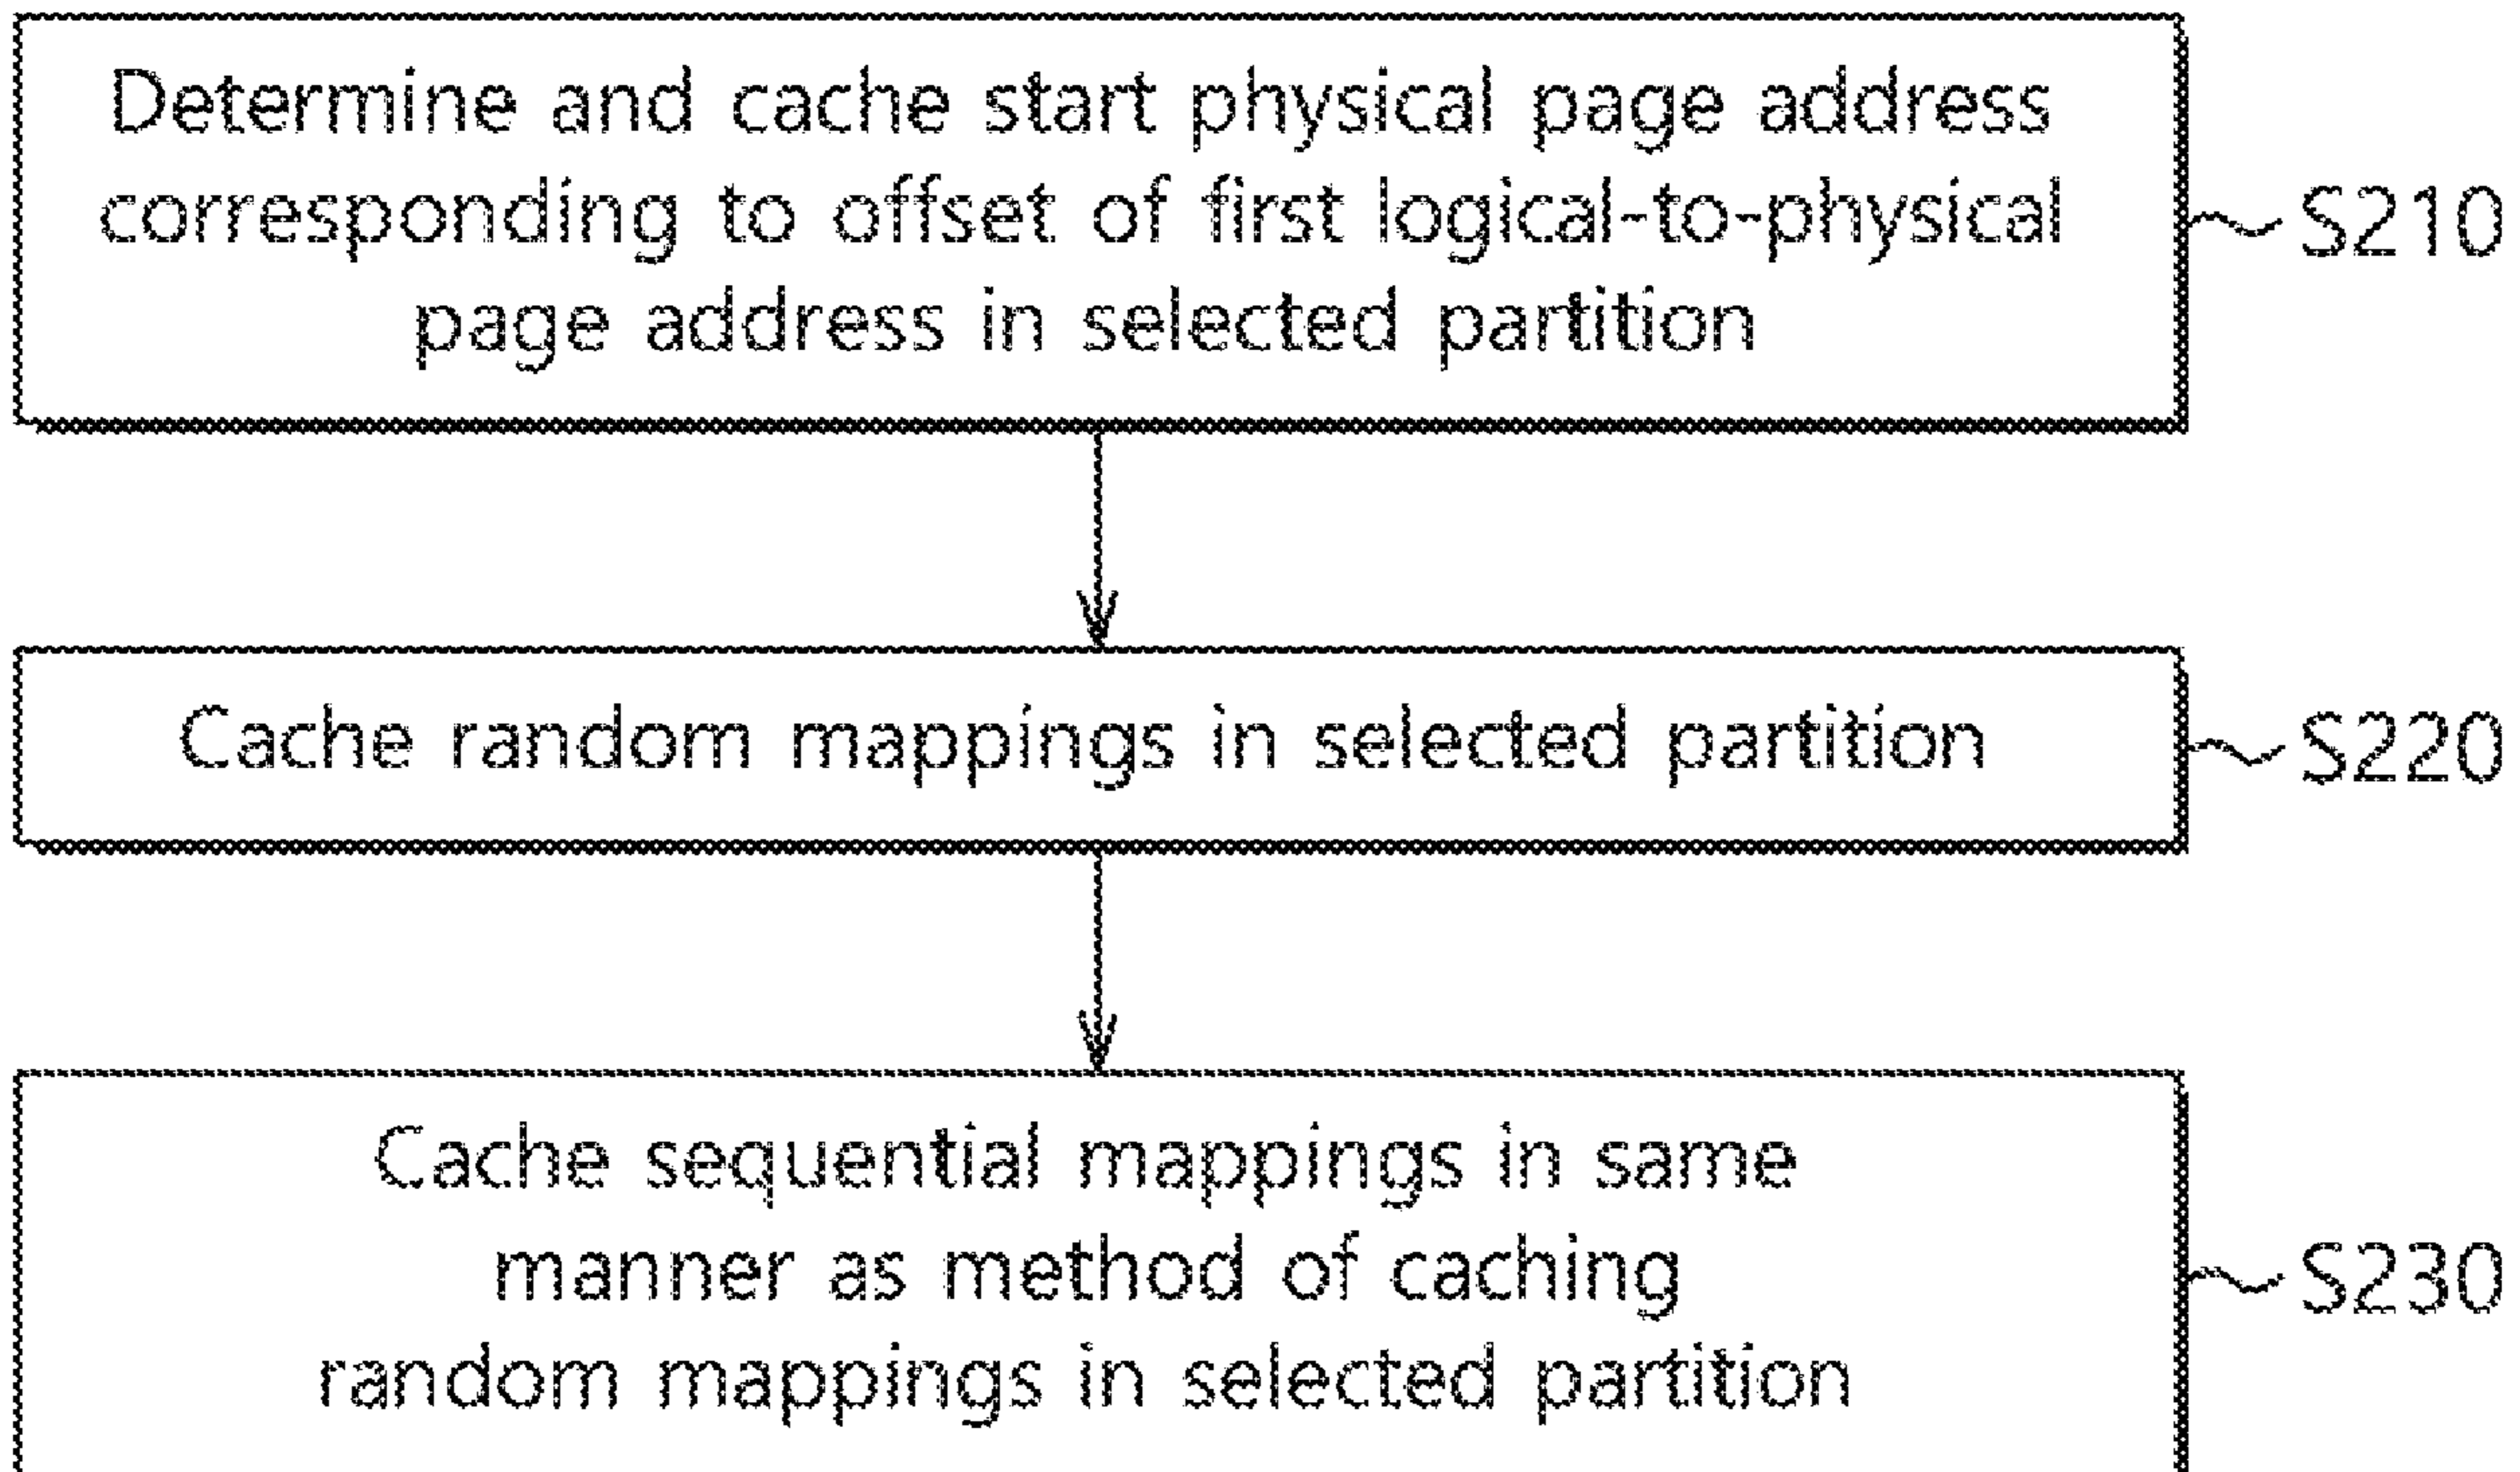 Determine and cache start physical page address
corresponding to offset of first logical-to-physical
page address in selected partition
S210
Cache random mappings in selected partition
S220
Cache sequential mappings in same
manner as method of caching
random mappings in selected partition
S230